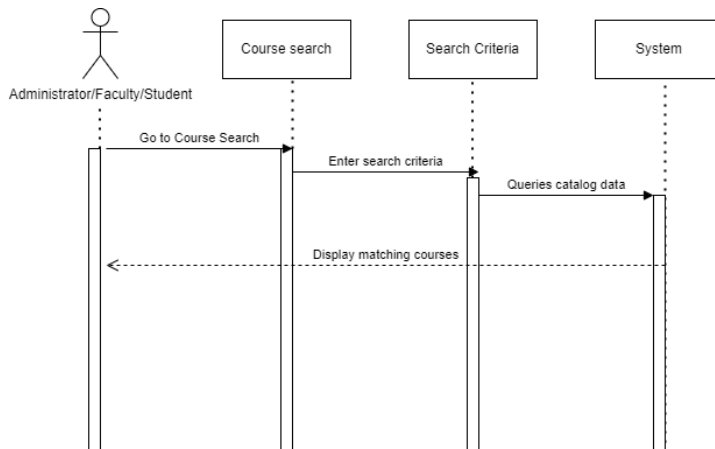 Course search
Search Criteria
System
Administrator/Faculty/Student
Go to Course Search
Enter search criteria
Queries catalog data
Display matching courses